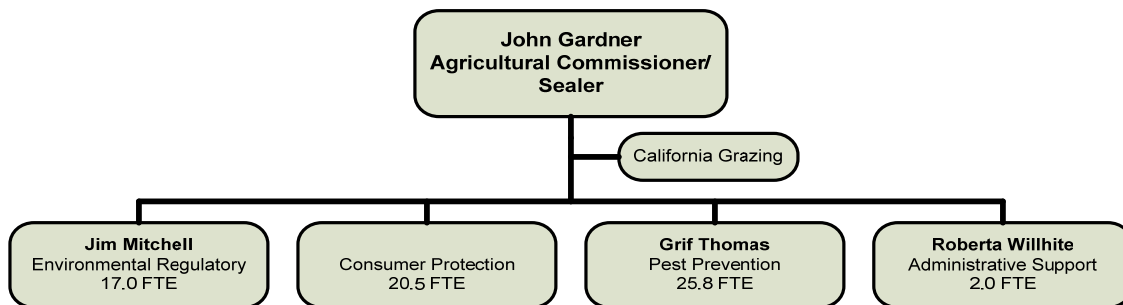 John Gardner
Agricultural Commissioner/
Sealer
California Grazing
Jim Mitchell
Environmental Regulatory
17.0 FTE
Consumer Protection
20.5 FTE
Grif Thomas
Pest Prevention
25.8 FTE
Roberta Willhite
Administrative Support
2.0 FTE